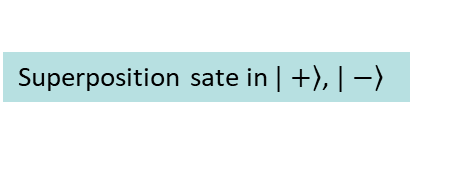 Superposition sate in | +⟩, | −⟩